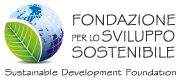 FONDAZIONE
PER LO SVILUPPO
SOSTENIBILE
Sustainable Development Foundation